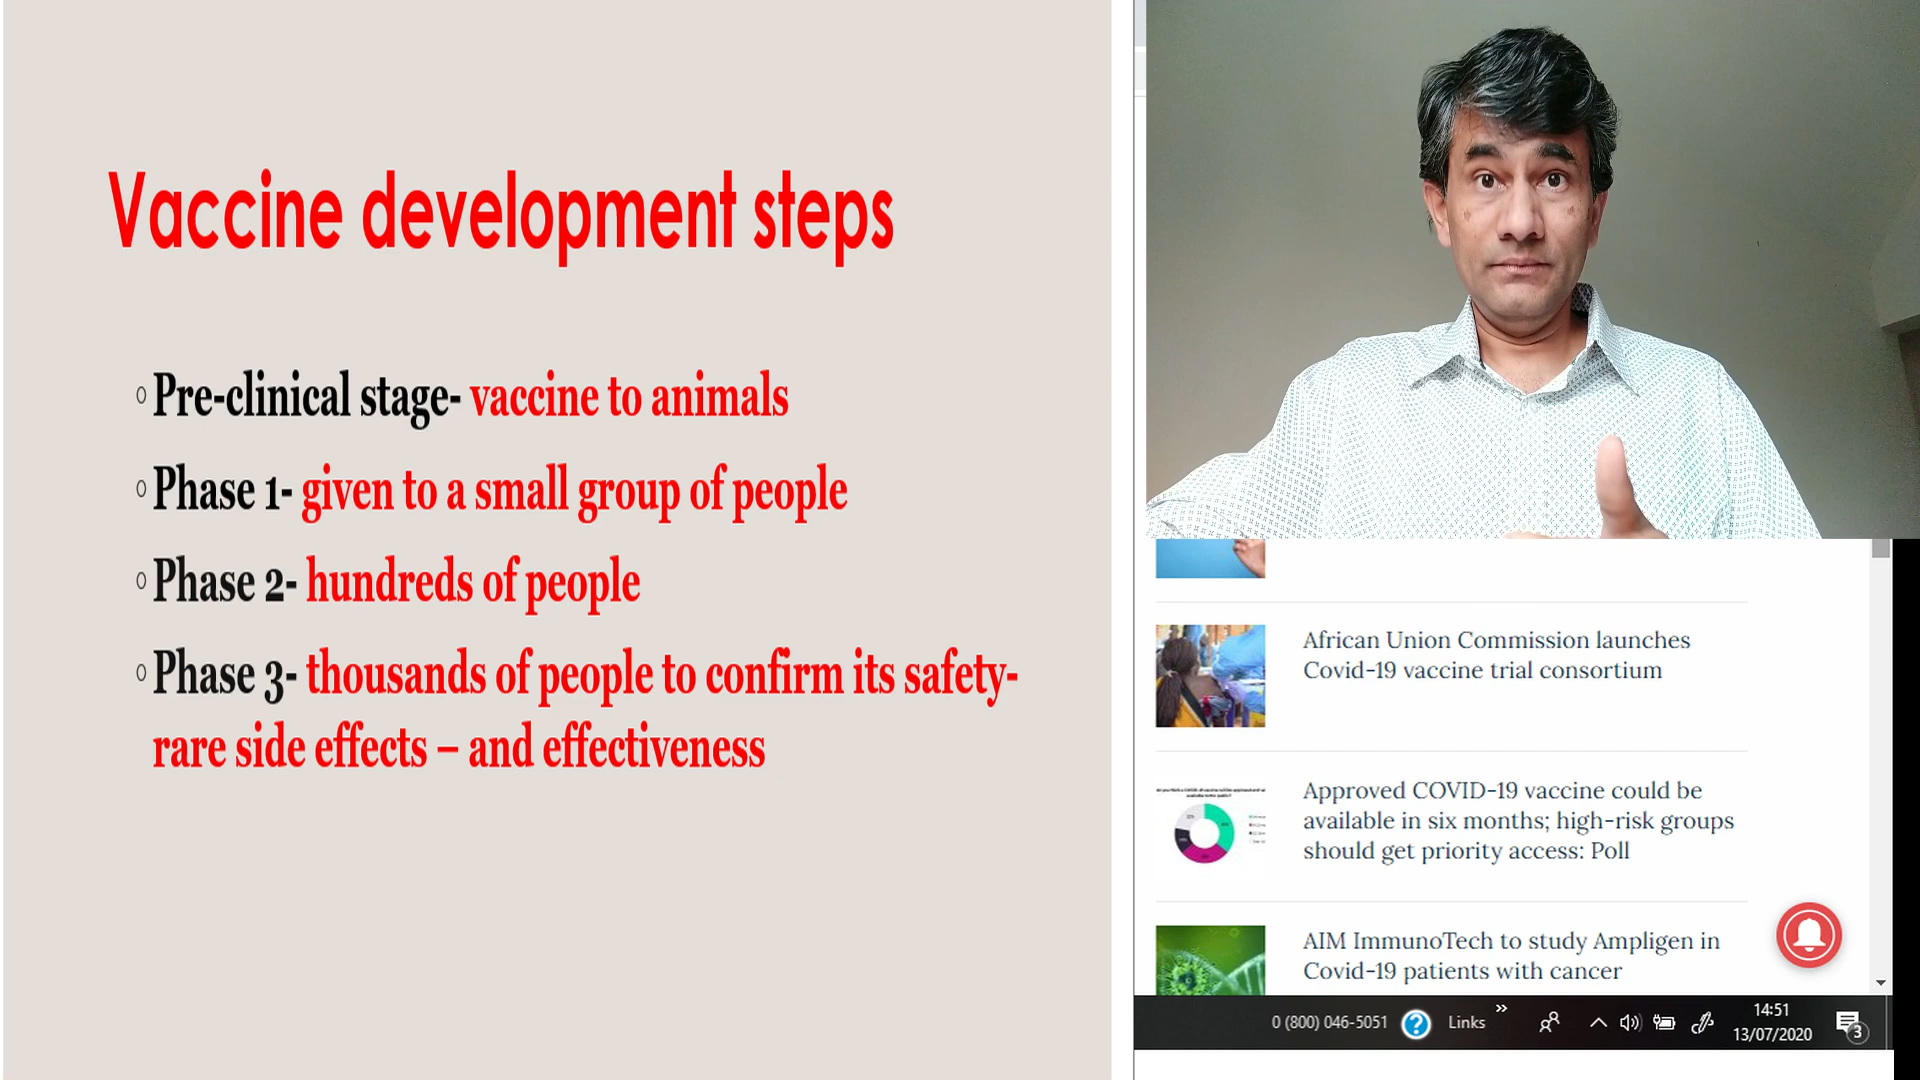 Vaccine development steps
Pre-clinical stage- vaccine to animals
Phase 1- given to a small group of people
Phase 2- hundreds of people
Phase 3- thousands of people to confirm its safety-
rare side effects – and effectiveness
African Union Commission launches
Covid-19 vaccine trial consortium
Approved COVID-19 vaccine could be
available in six months; high-risk groups
should get priority access: Poll
AIM ImmunoTech to study Ampligen in
Covid-19 patients with cancer
0 (800) 046-5051 ? Links »
14:51
13/07/2020
3